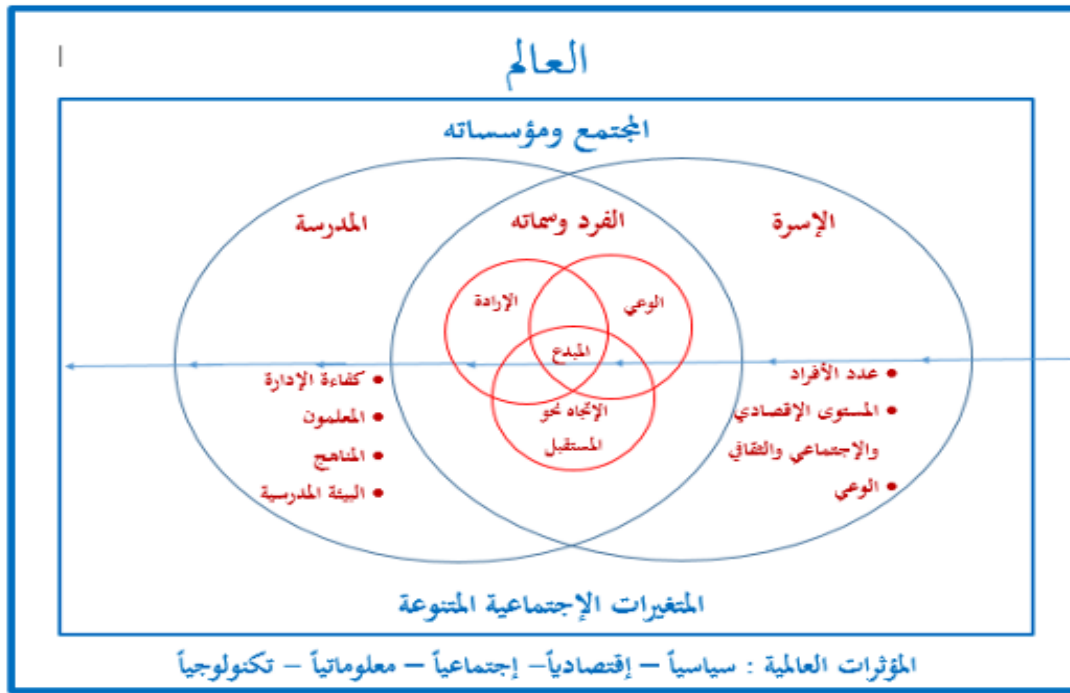 العالم
المجتمع ومؤسساته
الإسرة
الفرد وسماته
المدرسة
الوعي
الإرادة
المبدع
الإتجاه نحو
المستقبل
• عدد الأفراد
• المستوى الإقتصادي
والإجتماعي والثقافي
• الوعي
• كفاءة الإدارة
• المعلمون
• المناهج
• البيئة المدرسية
المتغيرات الإجتماعية المتنوعة
المؤثرات العالمية : سياسياً – إقتصادياً– إجتماعياً – معلوماتياً – تكنولوجياً